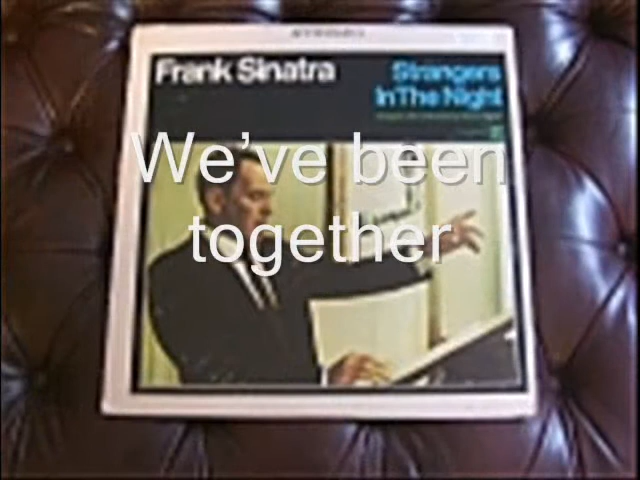 Frank Sinatra
Strangers
In The Night
We've been
together